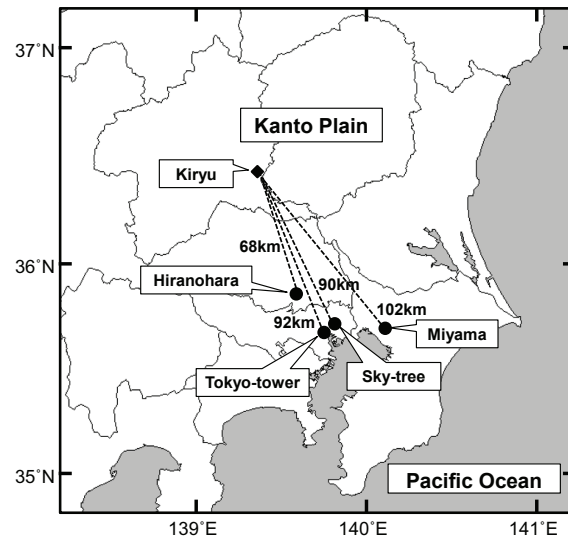 37°N
Kanto Plain
Kiryu
68km
36°N
Hiranohara
90km
92km
102km
Miyama
Tokyo-tower
Sky-tree
35°N
Pacific Ocean
139°E
140°E
141°E